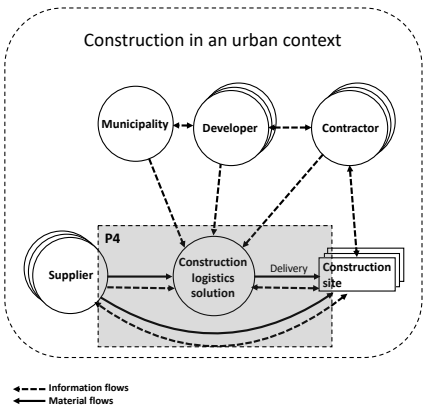 Construction in an urban context
Municipality
Developer
Contractor
P4
Supplier
Construction
logistics
solution
Delivery
Construction
site
Information flows
Material flows